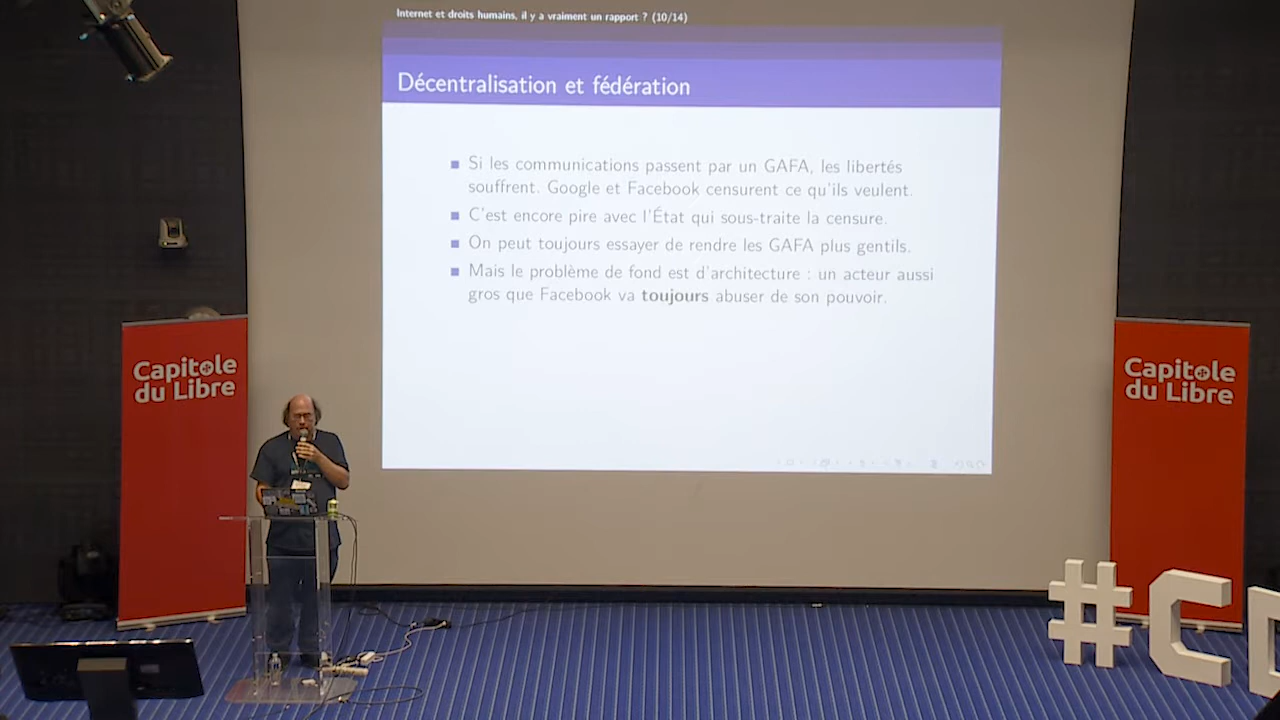 Internet et droits humains, il y a vraiment un rapport ? (10/14)
Décentralisation et fédération
Si les communications passent par un GAFA, les libertés
souffrent. Google et Facebook censurent ce qu'ils veulent.
C'est encore pire avec l'État qui sous-traite la censure.
On peut toujours essayer de rendre les GAFA plus gentils.
Mais le problème de fond est d'architecture : un acteur aussi
gros que Facebook va toujours abuser de son pouvoir.
Capitole
du Libre
Capitole
du Libre
#C